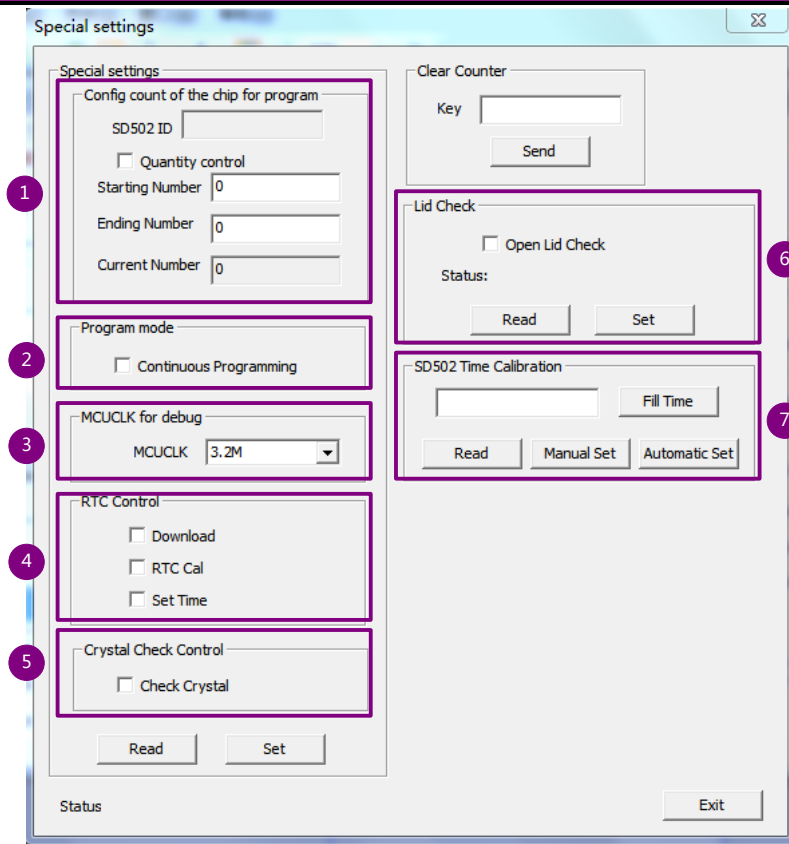 Special settings
Special settings
Config count of the chip for program
SD502 ID
Quantity control
Starting Number 0
Ending Number 0
Current Number 0
1
Program mode
Continuous Programming
2
MCUCLK for debug
MCUCLK 3.2M
3
RTC Control
Download
RTC Cal
Set Time
4
Crystal Check Control
Check Crystal
5
Read Set
Status
Clear Counter
Key
Send
Lid Check
Open Lid Check
Status:
Read Set
6
SD502 Time Calibration
Fill Time
Read Manual Set Automatic Set
7
Exit